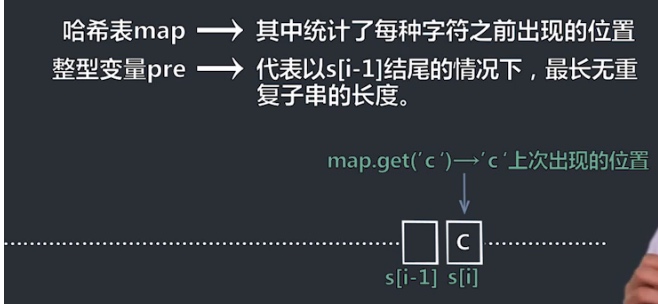 哈希表map → 其中统计了每种字符之前出现的位置
整型变量pre → 代表以s[i-1]结尾的情况下，最长无重
复子串的长度。
map.get('c')→'c'上次出现的位置
C
s[i-1] s[i]